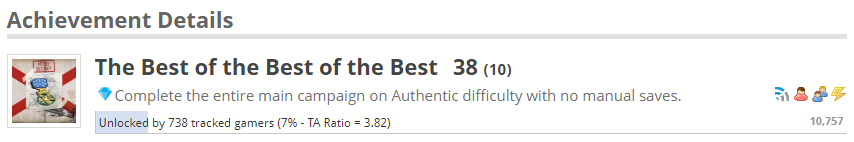 Achievement Details
The Best of the Best of the Best 38 (10)
Complete the entire main campaign on Authentic difficulty with no manual saves.
Unlocked by 738 tracked gamers (7% - TA Ratio = 3.82) 10,757